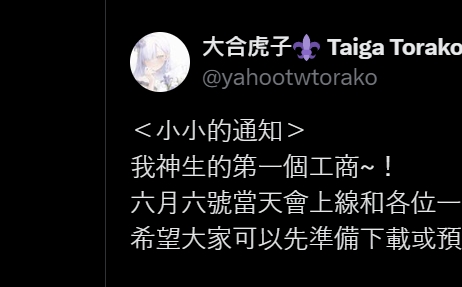 大合虎子⚜ Taiga Torako
@yahootwtorako
＜小小的通知＞
我神生的第一個工商~！
六月六號當天會上線和各位一
希望大家可以先準備下載或預